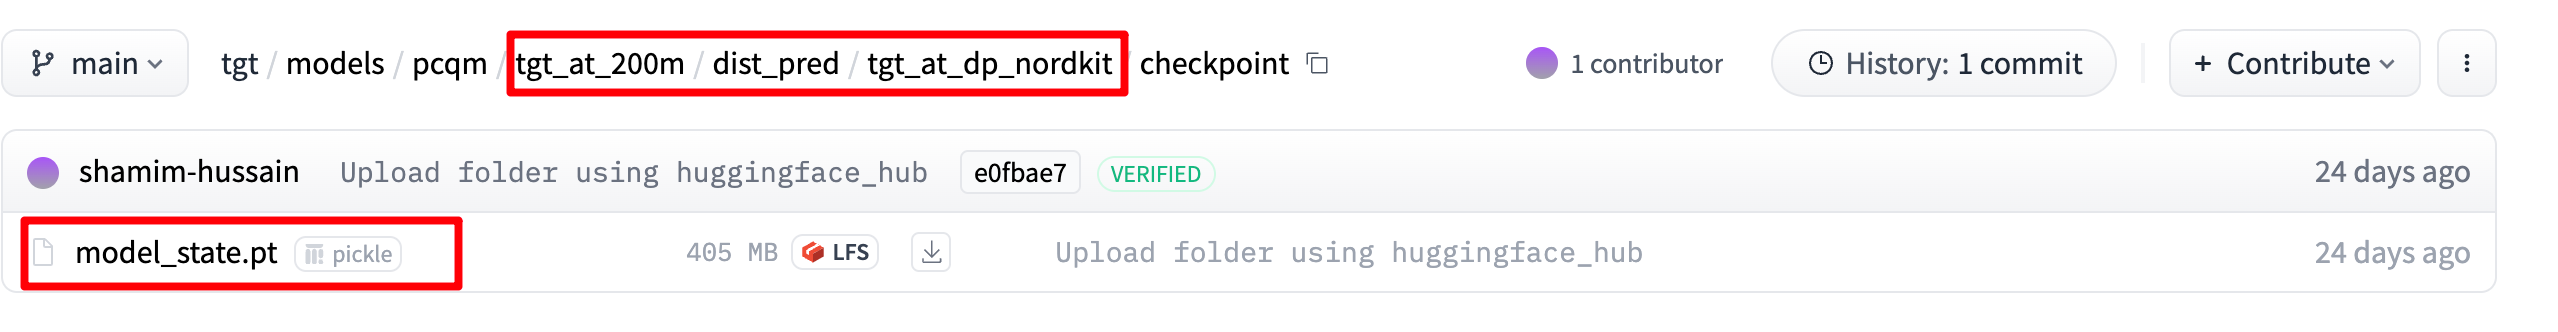 main tgt / models / pcqm / tgt_at_200m / dist_pred / tgt_at_dp_nordkit / checkpoint 1 contributor History: 1 commit + Contribute
shamim-hussain Upload folder using huggingface_hub e0fbae7 VERIFIED 24 days ago
model_state.pt pickle 405 MB LFS Upload folder using huggingface_hub 24 days ago